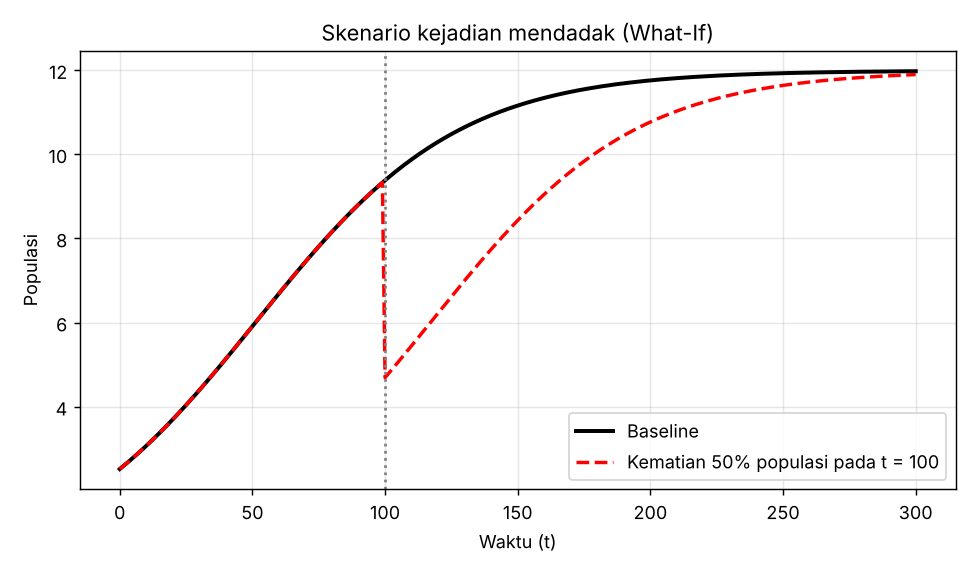 Skenario kejadian mendadak (What-If)
Populasi
12
10
8
6
4
Baseline
Kematian 50% populasi pada t = 100
0 50 100 150 200 250 300
Waktu (t)